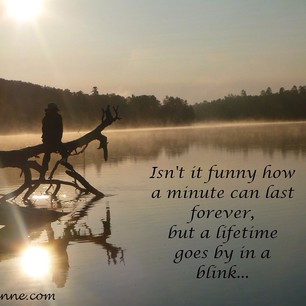 Isn't it funny how
a minute can last
forever,
but a lifetime
goes by in a
blink...
nne.com